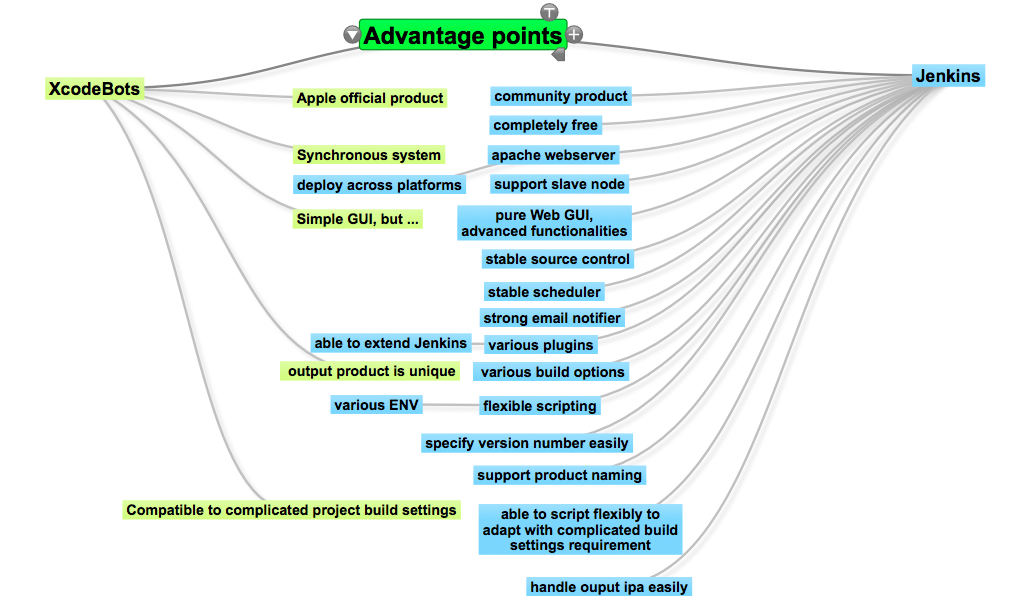 T
Advantage points
+
XcodeBots
Jenkins
Apple official product
community product
completely free
Synchronous system
apache webserver
deploy across platforms
support slave node
Simple GUI, but ...
pure Web GUI,
advanced functionalities
stable source control
stable scheduler
strong email notifier
able to extend Jenkins
various plugins
output product is unique
various build options
various ENV
flexible scripting
specify version number easily
support product naming
Compatible to complicated project build settings
able to script flexibly to
adapt with complicated build
settings requirement
handle ouput ipa easily